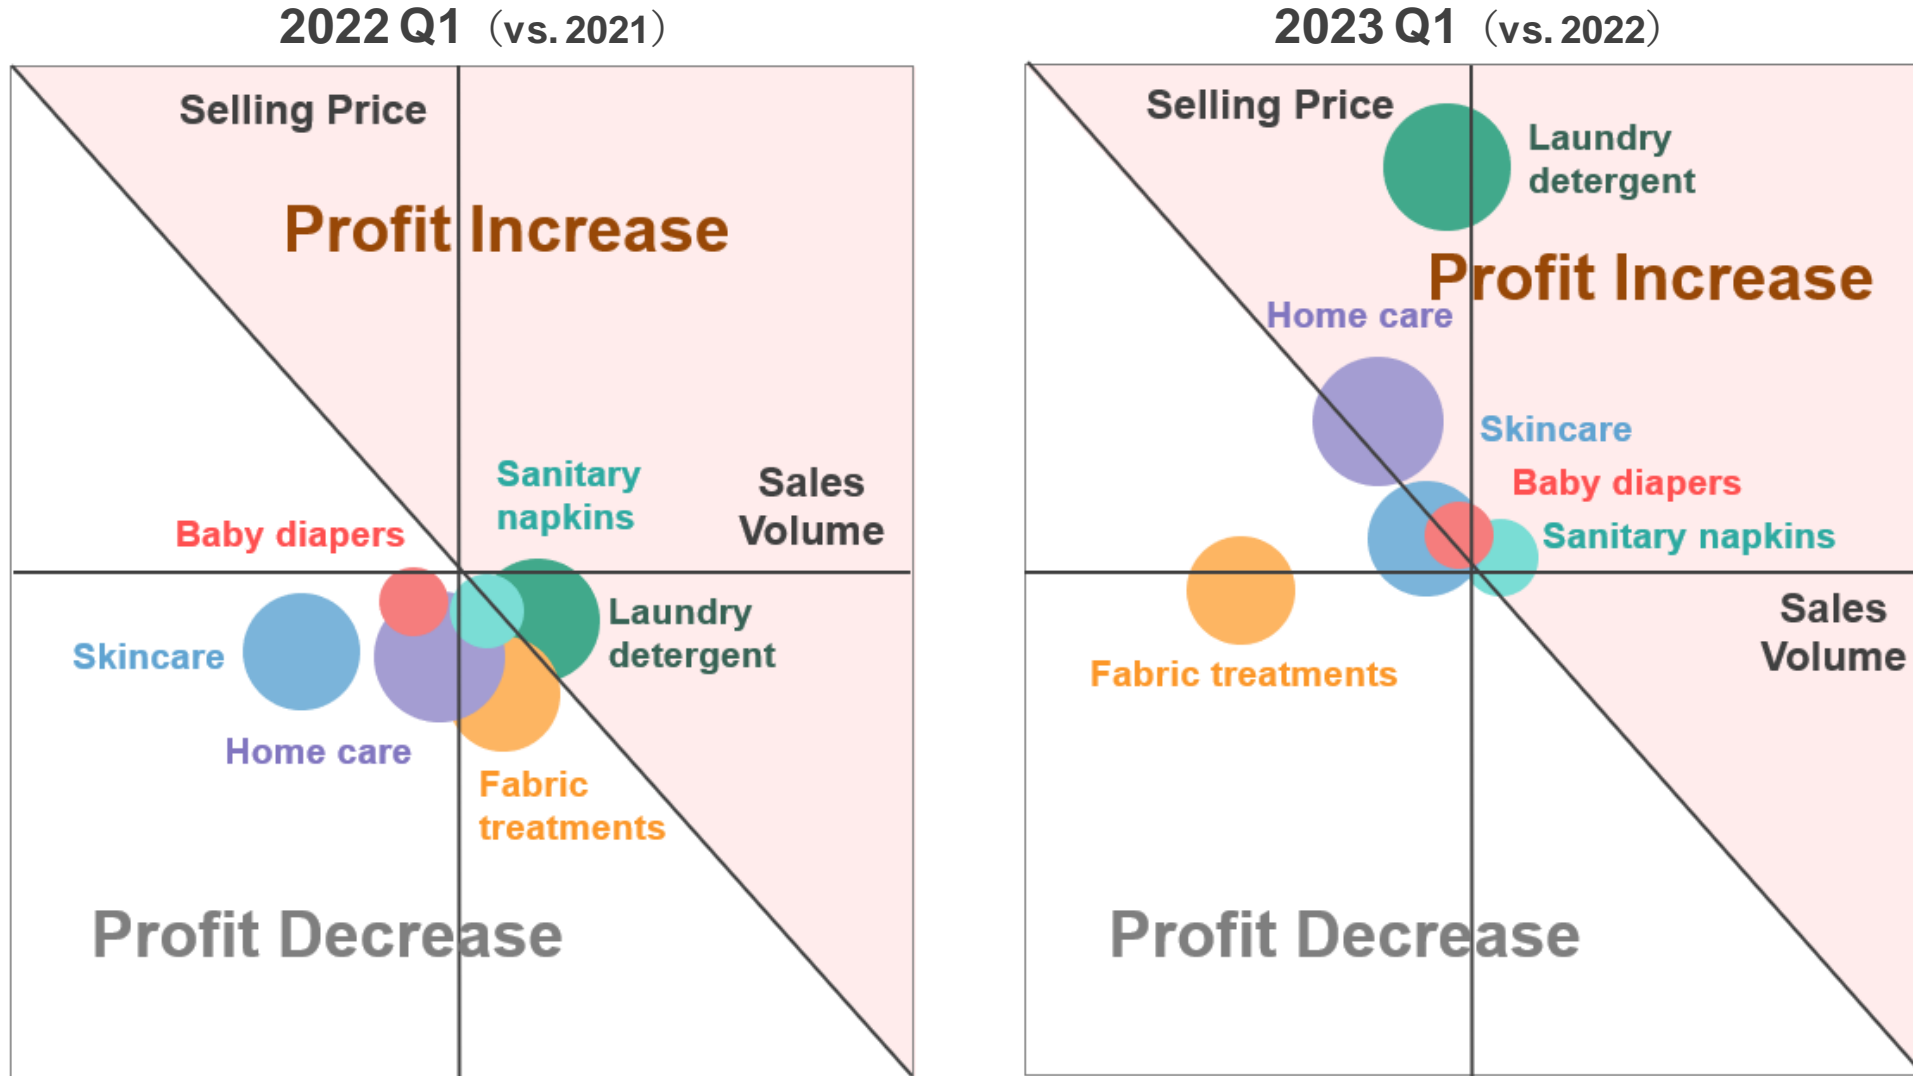 2022 Q1（vs. 2021）
Selling Price
Profit Increase
Sanitary
napkins
Sales
Volume
Baby diapers
Laundry
detergent
Skincare
Home care
Fabric
treatments
Profit Decrease
2023 Q1（vs. 2022）
Selling Price
Laundry
detergent
Profit Increase
Home care
Skincare
Baby diapers
Sanitary napkins
Sales
Volume
Fabric treatments
Profit Decrease